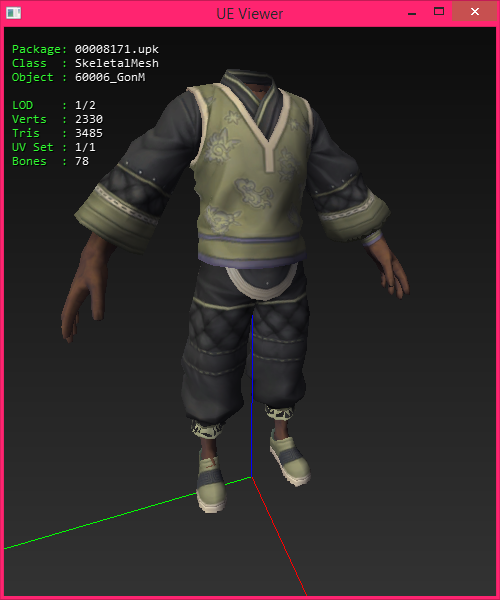 UE Viewer
Package: 00008171.upk
Class : SkeletalMesh
Object : 60006_GonM
LOD : 1/2
Verts : 2330
Tris : 3485
UV Set : 1/1
Bones : 78